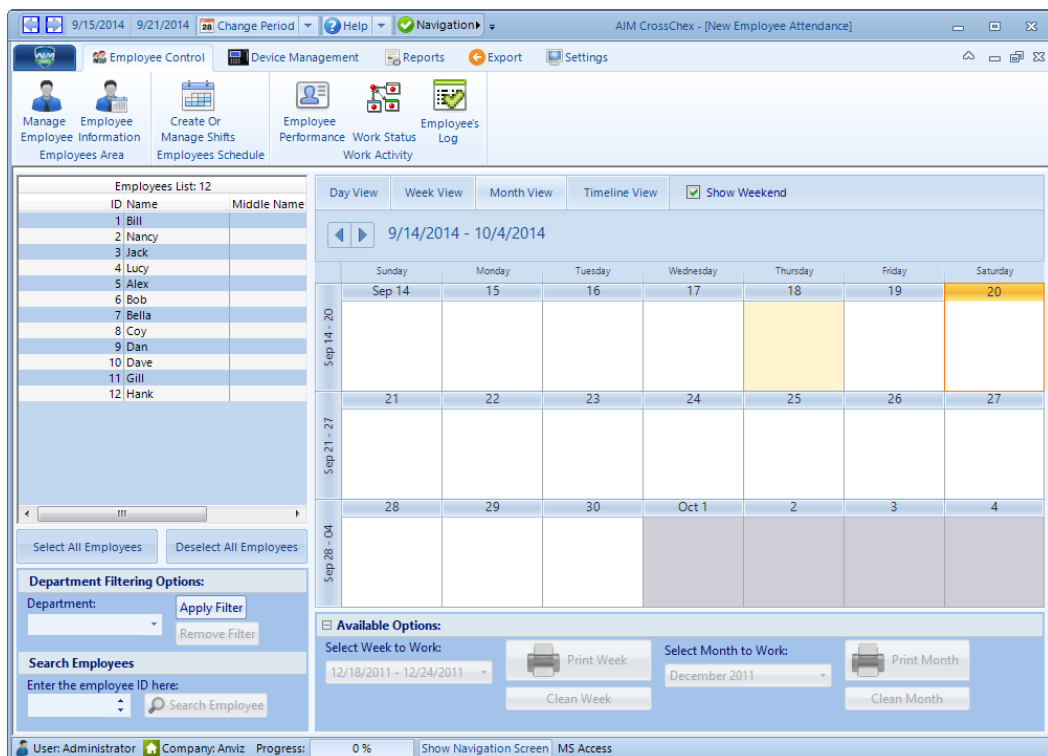 9/15/2014 9/21/2014 28 Change Period Help Navigation AIM CrossChex - [New Employee Attendance]
AIM Employee Control Device Management Reports Export Settings
Manage Employee
Employee Information
Employees Area
Create Or Manage Shifts
Employees Schedule
Employee Performance
Work Status
Employee's Log
Work Activity
Employees List: 12
ID Name Middle Name
1 Bill
2 Nancy
3 Jack
4 Lucy
5 Alex
6 Bob
7 Bella
8 Coy
9 Dan
10 Dave
11 Gill
12 Hank
Select All Employees Deselect All Employees
Department Filtering Options:
Department:
Apply Filter
Remove Filter
Search Employees
Enter the employee ID here:
Search Employee
Day View Week View Month View Timeline View Show Weekend
9/14/2014 - 10/4/2014
Sunday Monday Tuesday Wednesday Thursday Friday Saturday
Sep 14 - 20
Sep 14 15 16 17 18 19 20
Sep 21 - 27
21 22 23 24 25 26 27
Sep 28 - 04
28 29 30 Oct 1 2 3 4
Available Options:
Select Week to Work:
12/18/2011 - 12/24/2011
Print Week
Clean Week
Select Month to Work:
December 2011
Print Month
Clean Month
User: Administrator Company: Anviz Progress: 0 % Show Navigation Screen MS Access